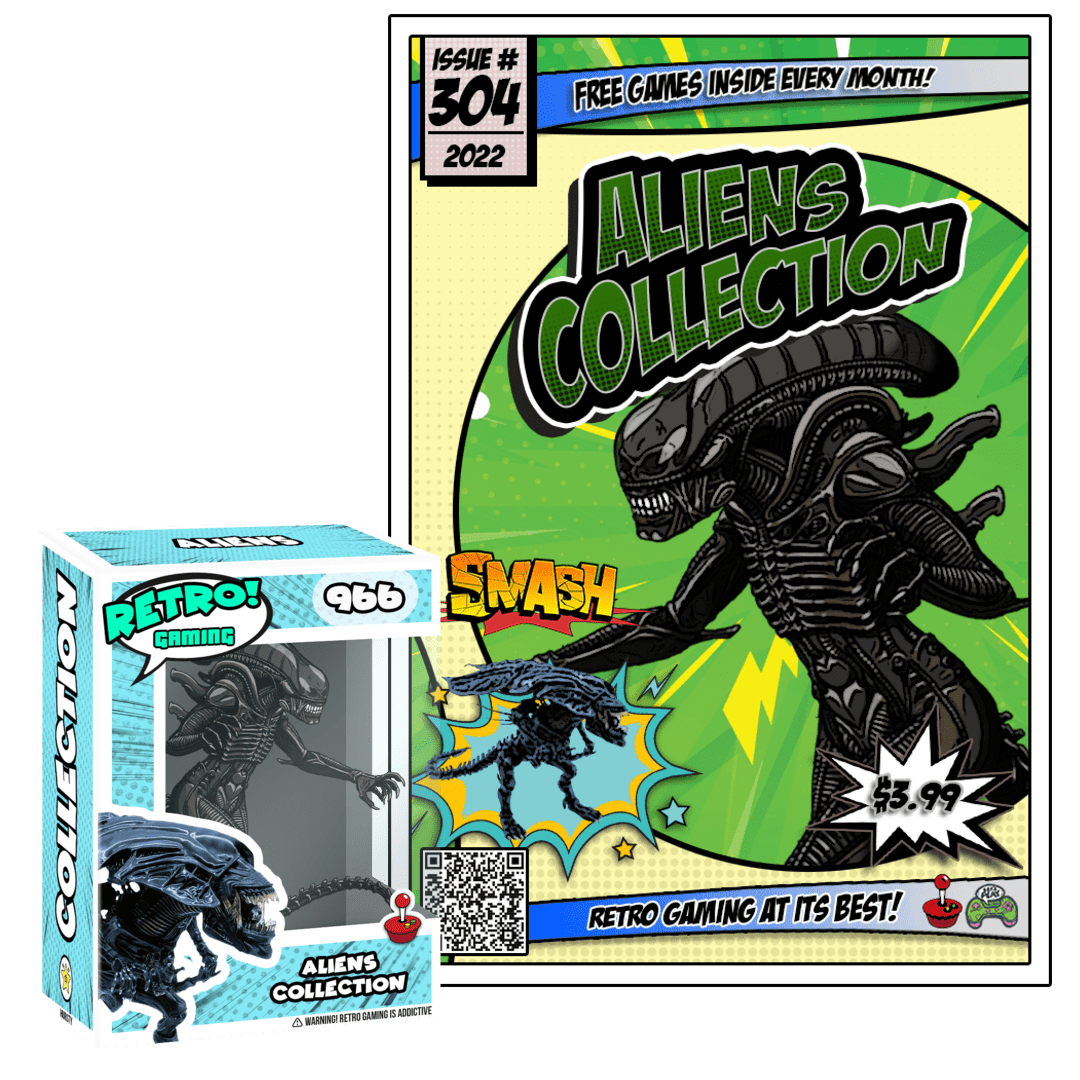 ISSUE #
304
2022
FREE GAMES INSIDE EVERY MONTH!
ALIENS
COLLECTION
SMASH
$3.99
RETRO GAMING AT ITS BEST!
ALIENS
RETRO!
GAMING
966
COLLECTION
ALIENS
COLLECTION
WARNING! RETRO GAMING IS ADDICTIVE